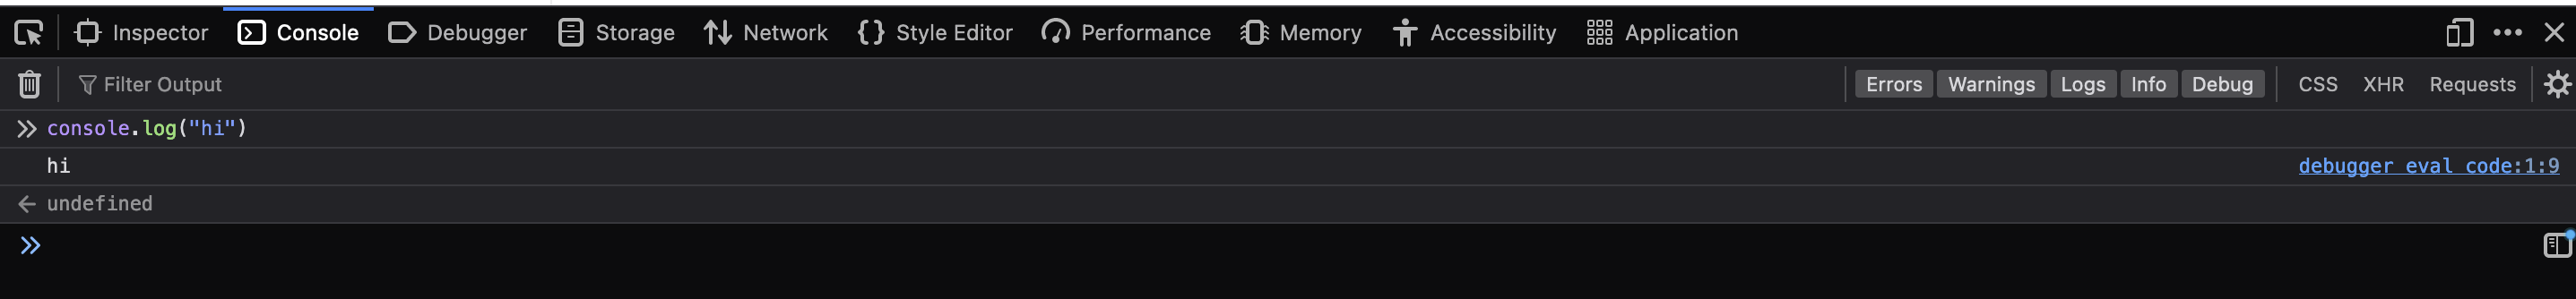 Inspector Console Debugger Storage Network Style Editor Performance Memory Accessibility Application
Filter Output Errors Warnings Logs Info Debug CSS XHR Requests
console.log("hi")
hi debugger eval code:1:9
undefined